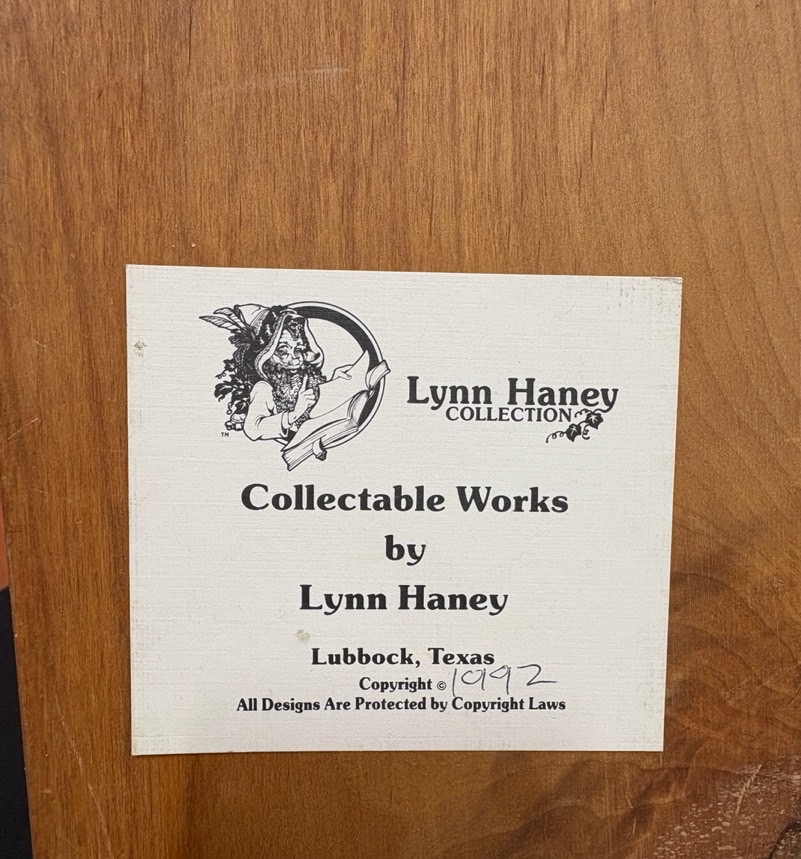 Lynn Haney
COLLECTION
TM
Collectable Works
by
Lynn Haney
Lubbock, Texas
Copyright © 1992
All Designs Are Protected by Copyright Laws